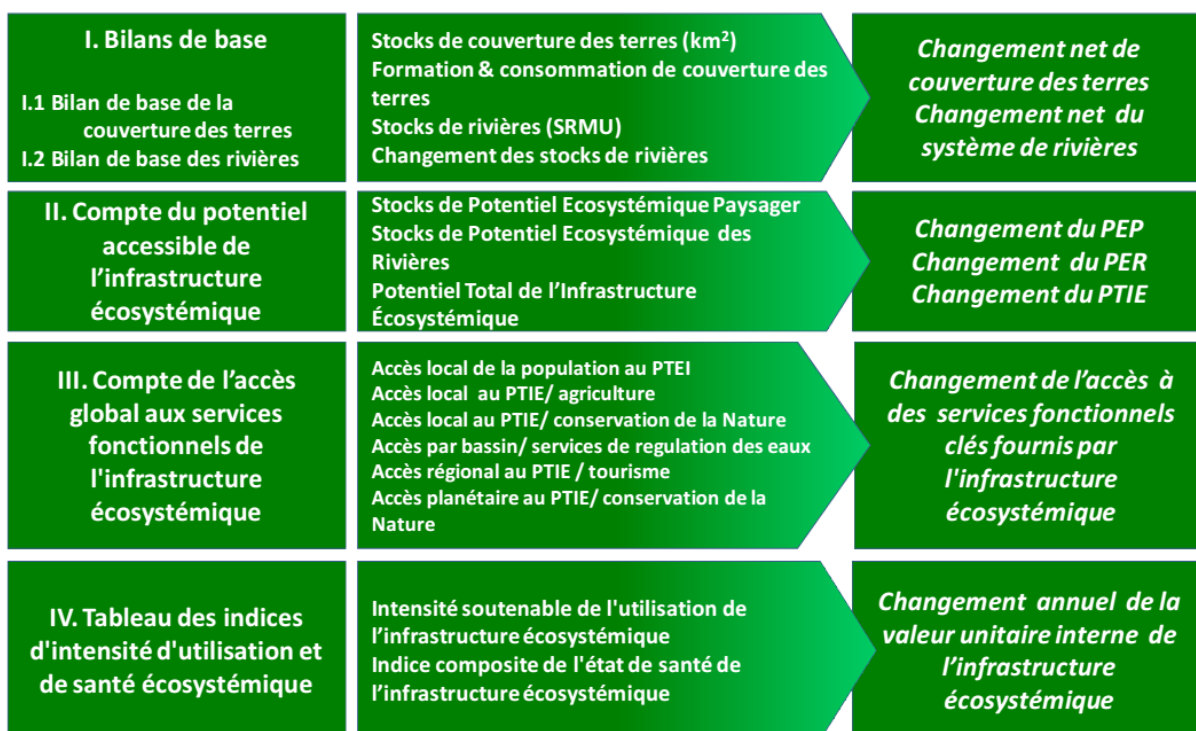 I. Bilans de base
I.1 Bilan de base de la
couverture des terres
I.2 Bilan de base des rivières
Stocks de couverture des terres (km²)
Formation & consommation de couverture des
terres
Stocks de rivières (SRMU)
Changement des stocks de rivières
Changement net de
couverture des terres
Changement net du
système de rivières
II. Compte du potentiel
accessible de
l’infrastructure
écosystémique
Stocks de Potentiel Ecosystémique Paysager
Stocks de Potentiel Ecosystémique des
Rivières
Potentiel Total de l’Infrastructure
Écosystémique
Changement du PEP
Changement du PER
Changement du PTIE
III. Compte de l’accès
global aux services
fonctionnels de
l'infrastructure
écosystémique
Accès local de la population au PTEI
Accès local au PTIE/ agriculture
Accès local au PTIE/ conservation de la Nature
Accès par bassin/ services de regulation des eaux
Accès régional au PTIE / tourisme
Accès planétaire au PTIE/ conservation de la
Nature
Changement de l’accès à
des services fonctionnels
clés fournis par
l'infrastructure
écosystémique
IV. Tableau des indices
d'intensité d'utilisation et
de santé écosystémique
Intensité soutenable de l'utilisation de
l’infrastructure écosystémique
Indice composite de l'état de santé de
l’infrastructure écosystémique
Changement annuel de la
valeur unitaire interne de
l’infrastructure
écosystémique